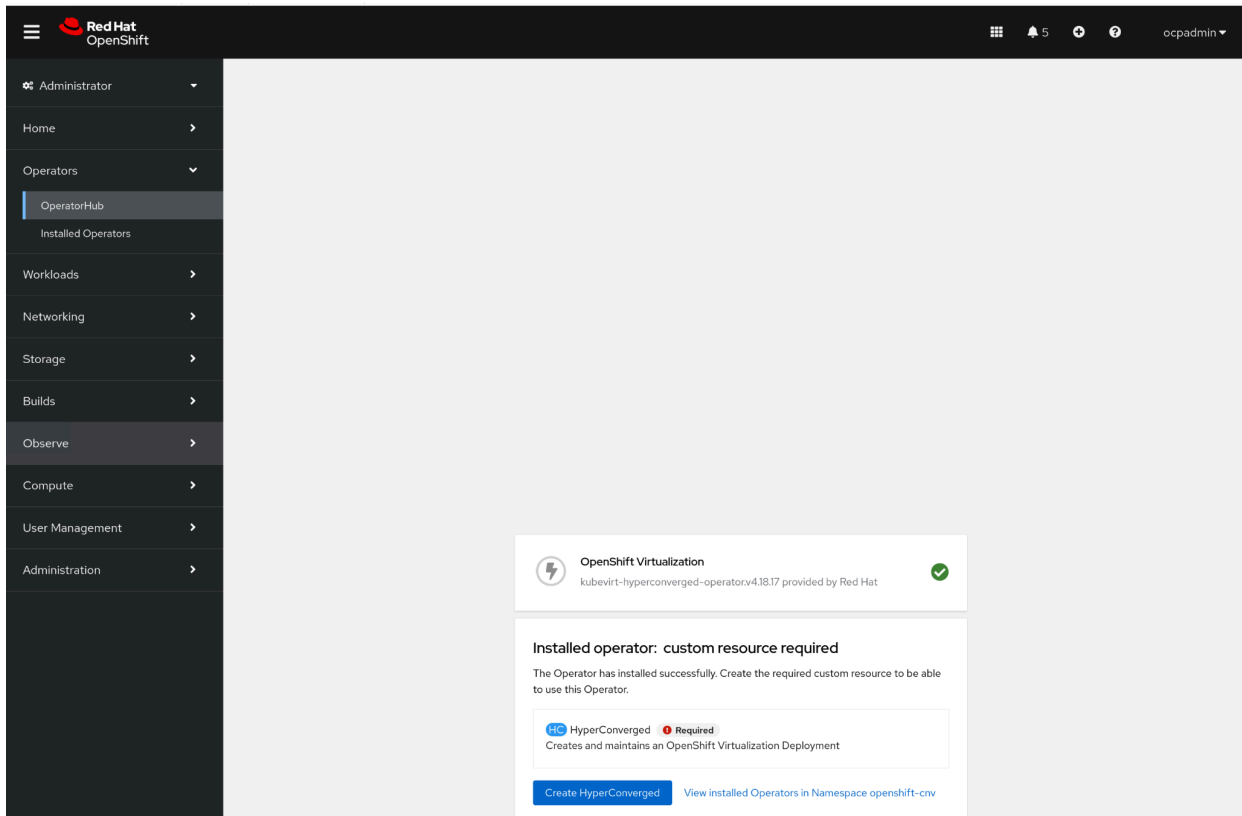 Red Hat
OpenShift
5
ocpadmin
Administrator
Home
Operators
OperatorHub
Installed Operators
Workloads
Networking
Storage
Builds
Observe
Compute
User Management
Administration
OpenShift Virtualization
kubevirt-hyperconverged-operator.v4.18.17 provided by Red Hat
Installed operator: custom resource required
The Operator has installed successfully. Create the required custom resource to be able
to use this Operator.
HC HyperConverged Required
Creates and maintains an OpenShift Virtualization Deployment
Create HyperConverged View installed Operators in Namespace openshift-cnv